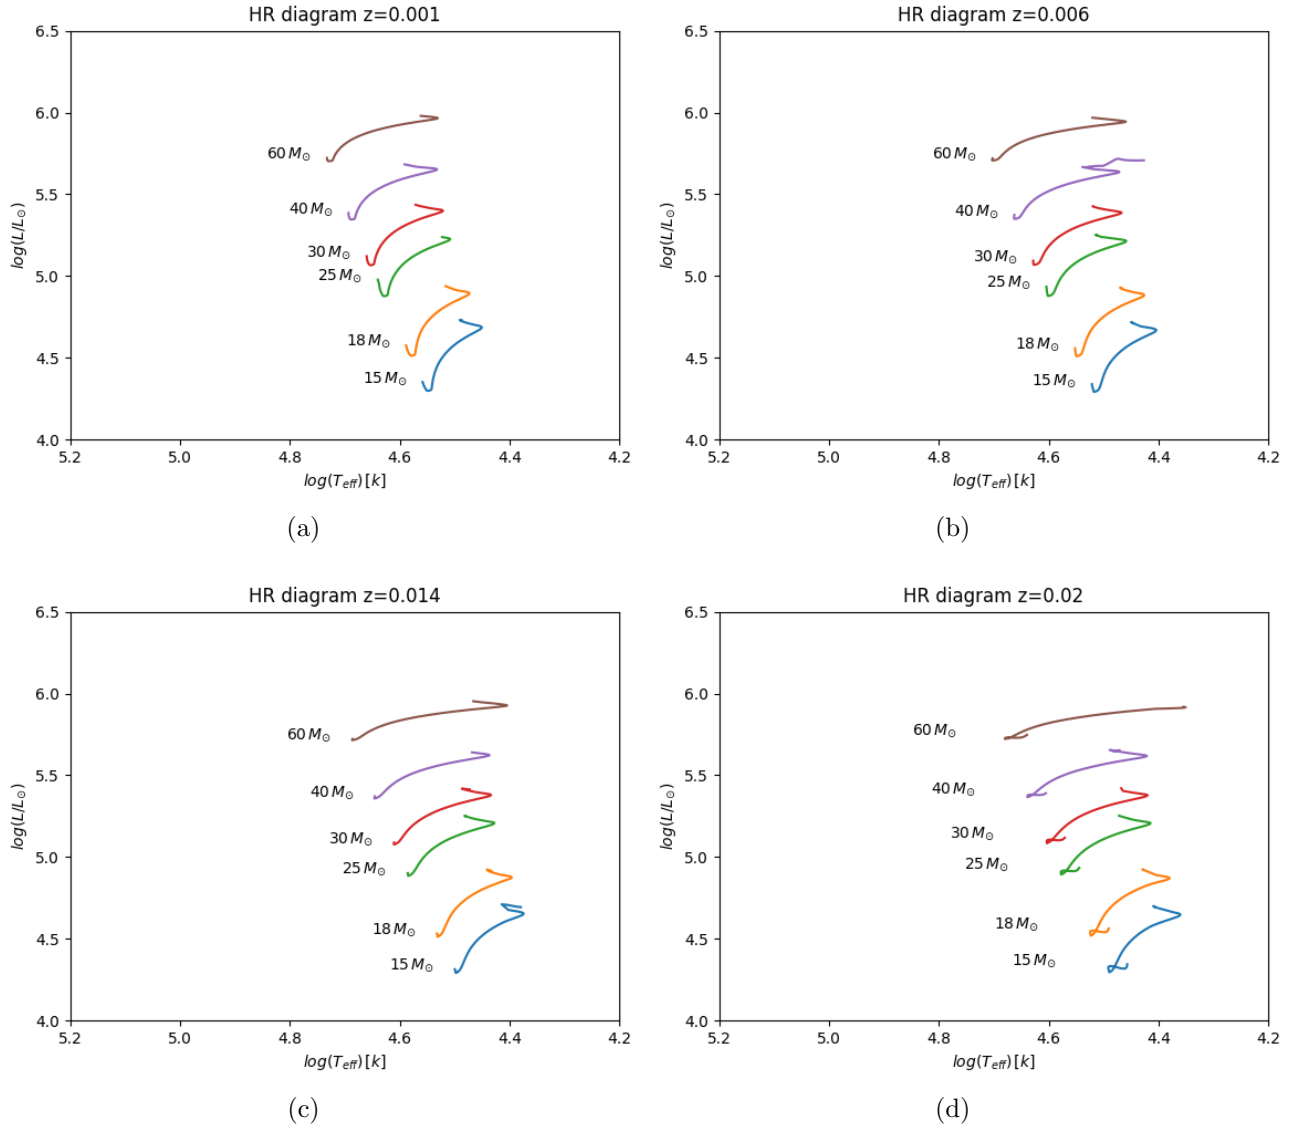 HR diagram z=0.001
6.5
6.0
5.5
5.0
4.5
4.0
log(L/L⊙)
60 M⊙
40 M⊙
30 M⊙
25 M⊙
18 M⊙
15 M⊙
5.2 5.0 4.8 4.6 4.4 4.2
log(Teff) [k]
(a)
HR diagram z=0.006
6.5
6.0
5.5
5.0
4.5
4.0
log(L/L⊙)
60 M⊙
40 M⊙
30 M⊙
25 M⊙
18 M⊙
15 M⊙
5.2 5.0 4.8 4.6 4.4 4.2
log(Teff) [k]
(b)
HR diagram z=0.014
6.5
6.0
5.5
5.0
4.5
4.0
log(L/L⊙)
60 M⊙
40 M⊙
30 M⊙
25 M⊙
18 M⊙
15 M⊙
5.2 5.0 4.8 4.6 4.4 4.2
log(Teff) [k]
(c)
HR diagram z=0.02
6.5
6.0
5.5
5.0
4.5
4.0
log(L/L⊙)
60 M⊙
40 M⊙
30 M⊙
25 M⊙
18 M⊙
15 M⊙
5.2 5.0 4.8 4.6 4.4 4.2
log(Teff) [k]
(d)